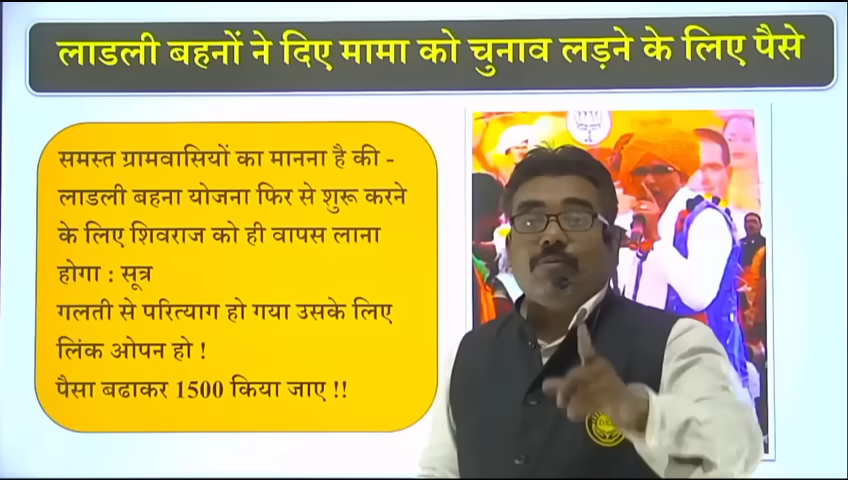 लाडली बहनों ने दिए मामा को चुनाव लड़ने के लिए पैसे
समस्त ग्रामवासियों का मानना है की -
लाडली बहना योजना फिर से शुरू करने
के लिए शिवराज को ही वापस लाना
होगा : सूत्र
गलती से परित्याग हो गया उसके लिए
लिंक ओपन हो !
पैसा बढाकर 1500 किया जाए !!